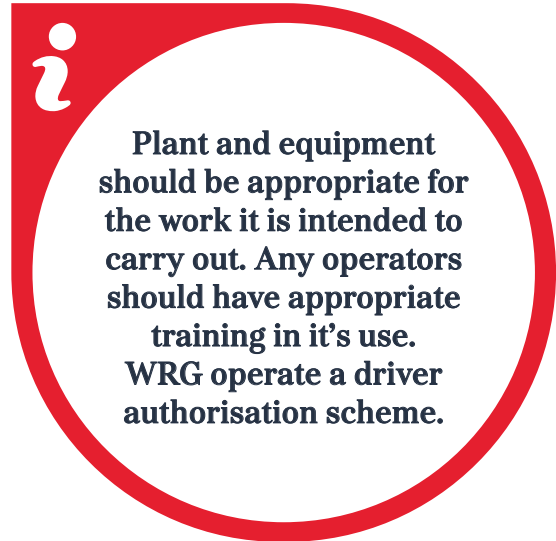 i
Plant and equipment
should be appropriate for
the work it is intended to
carry out. Any operators
should have appropriate
training in it’s use.
WRG operate a driver
authorisation scheme.